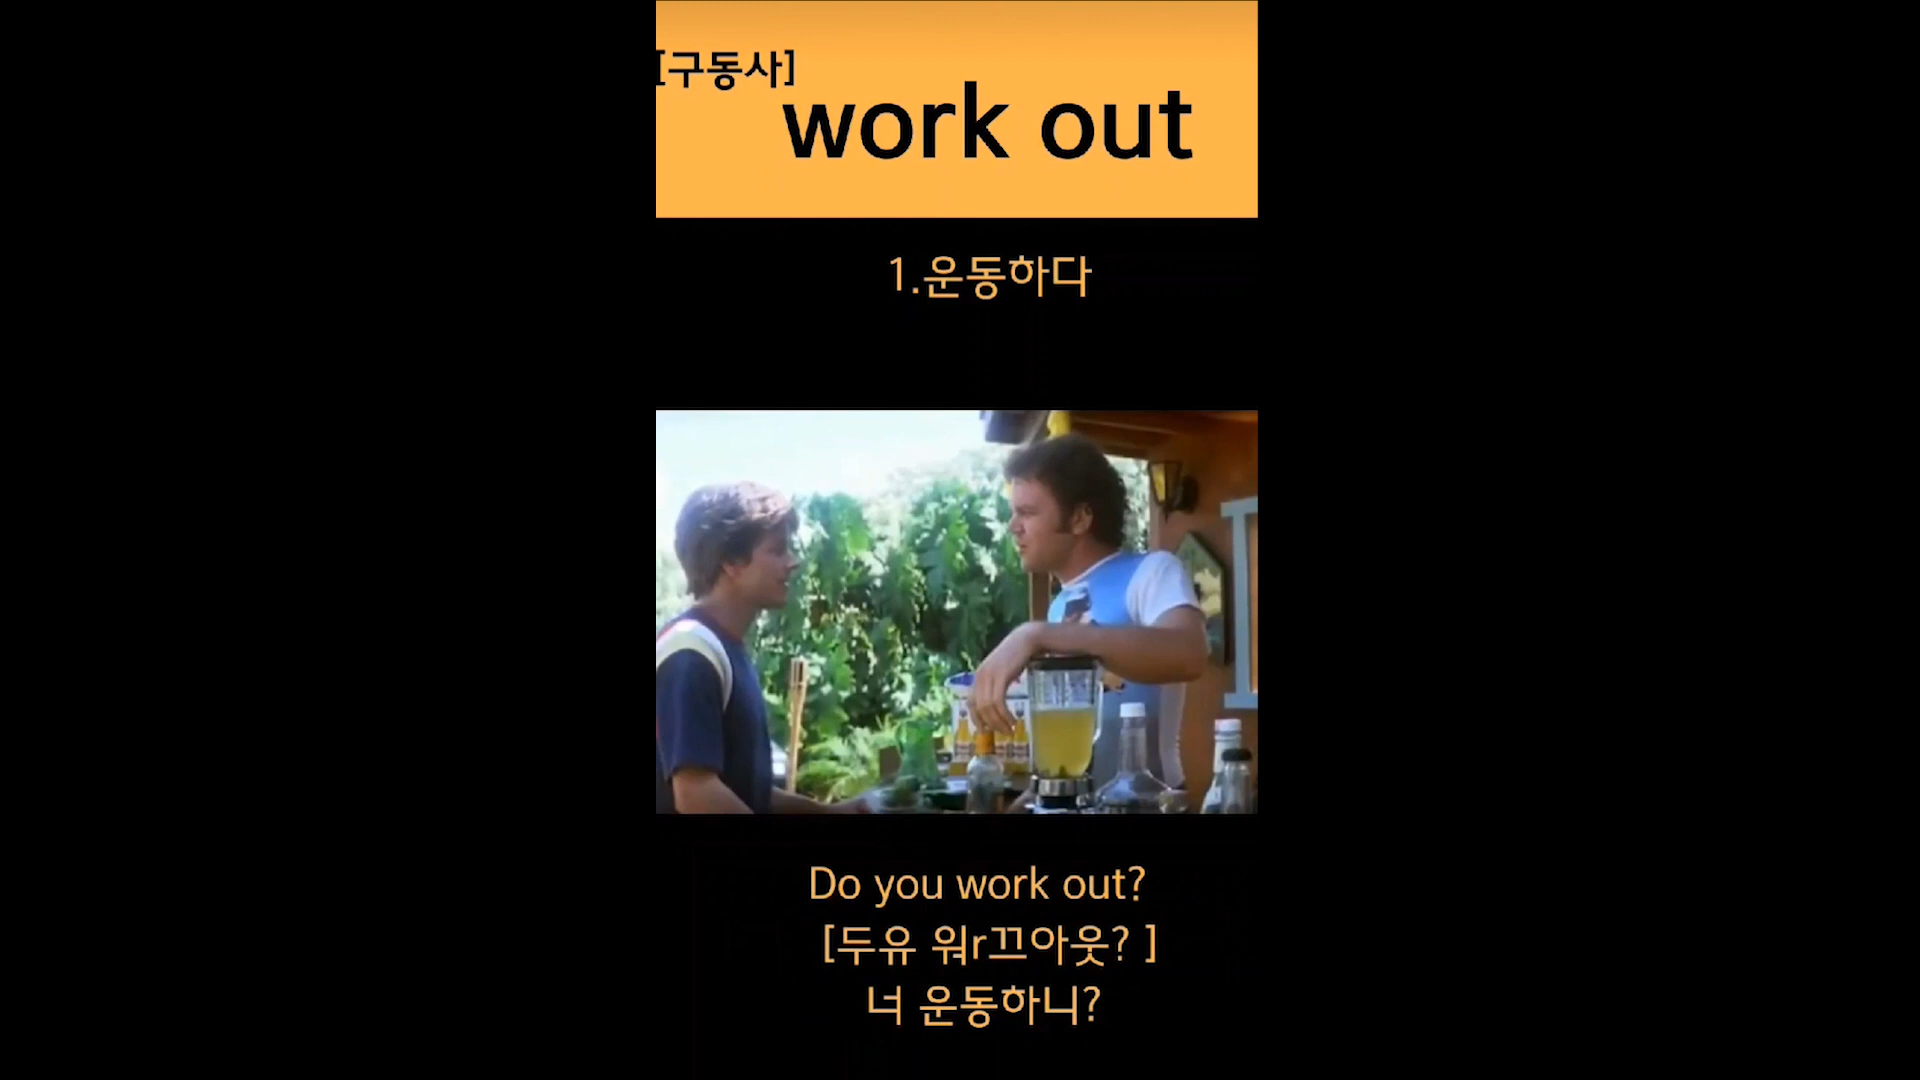 [구동사]
work out
1.운동하다
Do you work out?
[두유 워r끄아웃? ]
너 운동하니?